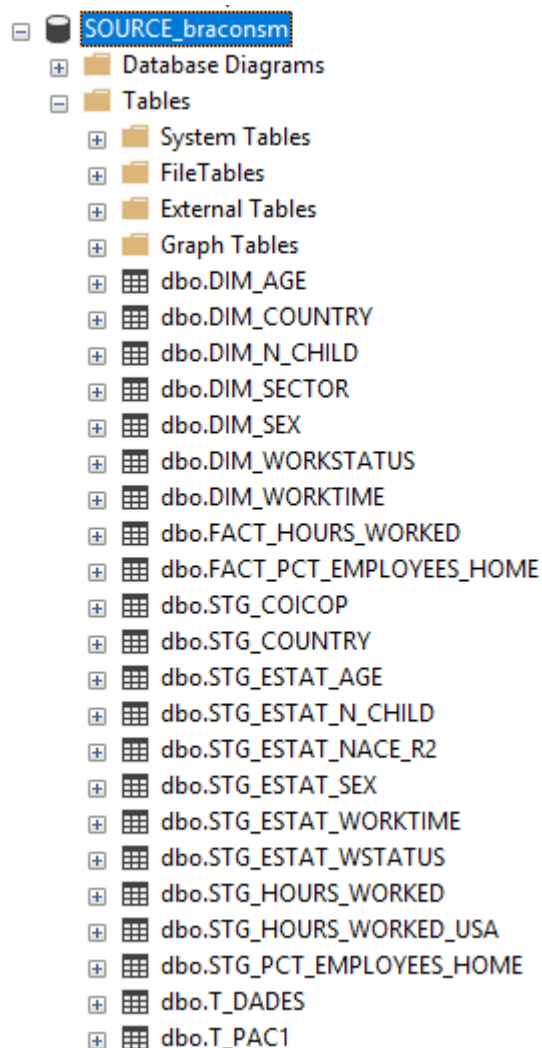 SOURCE_braconsm
Database Diagrams
Tables
System Tables
FileTables
External Tables
Graph Tables
dbo.DIM_AGE
dbo.DIM_COUNTRY
dbo.DIM_N_CHILD
dbo.DIM_SECTOR
dbo.DIM_SEX
dbo.DIM_WORKSTATUS
dbo.DIM_WORKTIME
dbo.FACT_HOURS_WORKED
dbo.FACT_PCT_EMPLOYEES_HOME
dbo.STG_COICOP
dbo.STG_COUNTRY
dbo.STG_ESTAT_AGE
dbo.STG_ESTAT_N_CHILD
dbo.STG_ESTAT_NACE_R2
dbo.STG_ESTAT_SEX
dbo.STG_ESTAT_WORKTIME
dbo.STG_ESTAT_WSTATUS
dbo.STG_HOURS_WORKED
dbo.STG_HOURS_WORKED_USA
dbo.STG_PCT_EMPLOYEES_HOME
dbo.T_DADES
dbo.T_PAC1